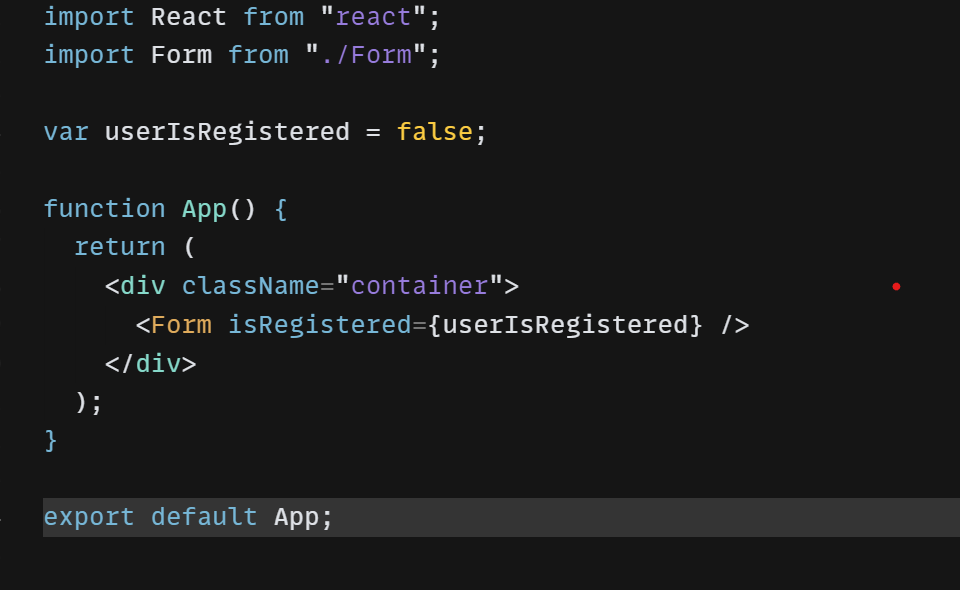 import React from "react";
import Form from "./Form";
var userIsRegistered = false;
function App() {
  return (
    <div className="container">
      <Form isRegistered={userIsRegistered} />
    </div>
  );
}
export default App;